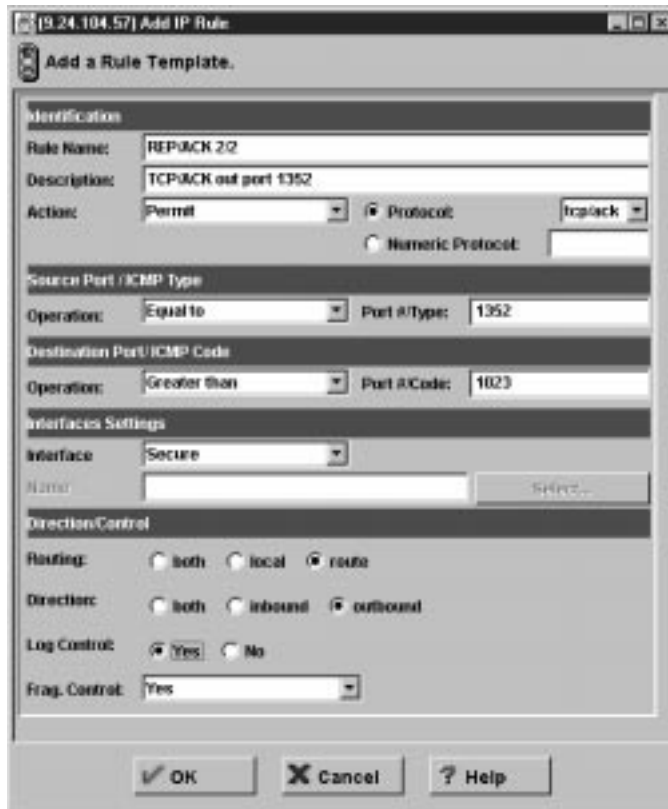 (9.24.104.57) Add IP Rule
Add a Rule Template.
Identification
Rule Name: REP/ACK 2/2
Description: TCP/ACK out port 1352
Action: Permit Protocol: tcp/ack
Numeric Protocol:
Source Port / ICMP Type
Operation: Equal to Port #/Type: 1352
Destination Port/ ICMP Code
Operation: Greater than Port #/Code: 1023
Interfaces Settings
Interface Secure
Name Select...
Direction/Control
Routing: both local route
Direction: both inbound outbound
Log Control: Yes No
Frag. Control: Yes
OK Cancel ? Help